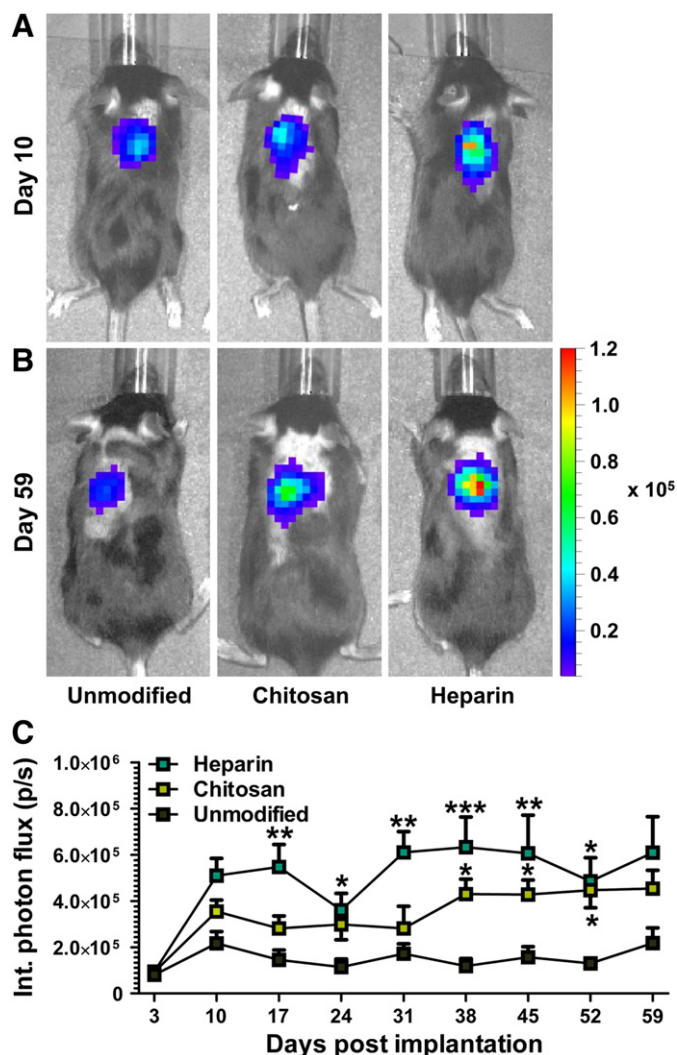 A
Day 10
B
Day 59
1.2
1.0
0.8
0.6
0.4
0.2
x 10⁵
Unmodified Chitosan Heparin
C
Int. photon flux (p/s)
1.0×10⁶
8.0×10⁵
6.0×10⁵
4.0×10⁵
2.0×10⁵
0
Heparin
Chitosan
Unmodified
** * ** *** ** *
* * *
3 10 17 24 31 38 45 52 59
Days post implantation